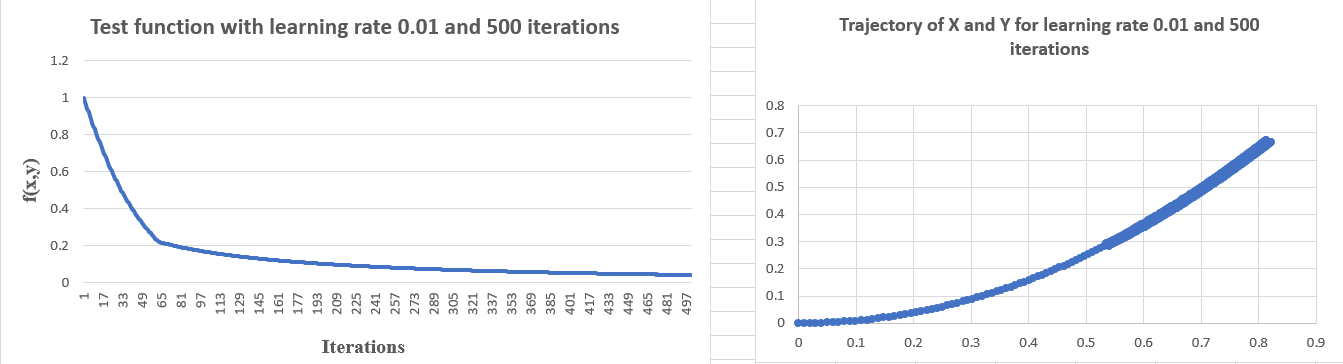 Test function with learning rate 0.01 and 500 iterations
1.2
1
0.8
0.6
0.4
0.2
0
f(x,y)
1 17 33 49 65 81 97 113 129 145 161 177 193 209 225 241 257 273 289 305 321 337 353 369 385 401 417 433 449 465 481 497
Iterations
Trajectory of X and Y for learning rate 0.01 and 500
iterations
0.8
0.7
0.6
0.5
0.4
0.3
0.2
0.1
0
0 0.1 0.2 0.3 0.4 0.5 0.6 0.7 0.8 0.9